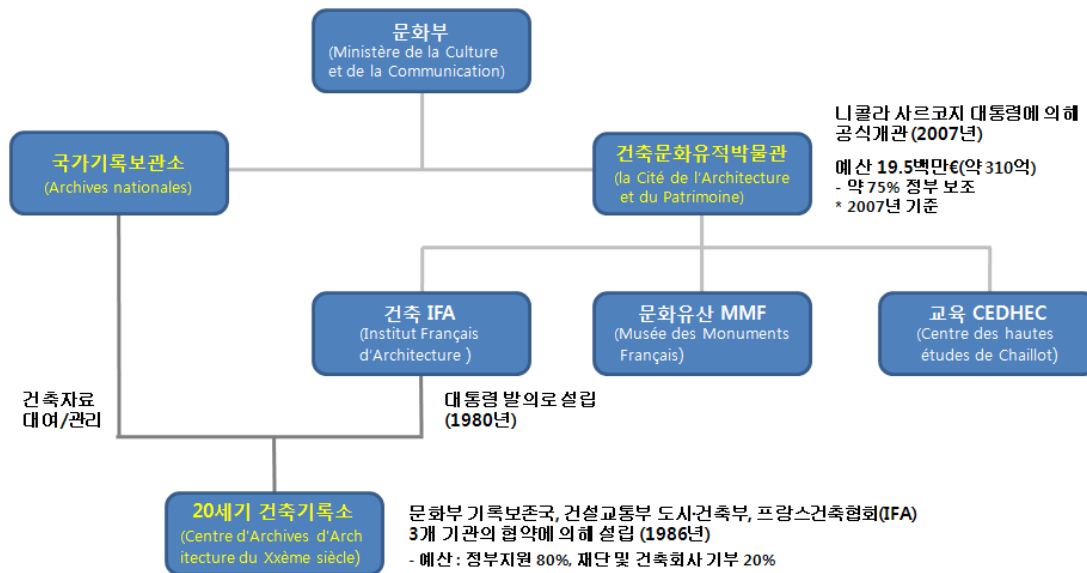 문화부
(Ministère de la Culture
et de la Communication)
국가기록보관소
(Archives nationales)
건축문화유적박물관
(la Cité de l'Architecture
et du Patrimoine)
니콜라 사르코지 대통령에 의해
공식개관 (2007년)
예산 19.5백만€(약 310억)
- 약 75% 정부 보조
* 2007년 기준
건축 IFA
(Institut Français
d'Architecture )
문화유산 MMF
(Musée des Monuments
Français)
교육 CEDHEC
(Centre des hautes
études de Chaillot)
건축자료
대여/관리
대통령 발의로 설립
(1980년)
20세기 건축기록소
(Centre d'Archives d'Arch
itecture du Xxème siècle)
문화부 기록보존국, 건설교통부 도시·건축부, 프랑스건축협회(IFA)
3개 기관의 협약에 의해 설립 (1986년)
- 예산 : 정부지원 80%, 재단 및 건축회사 기부 20%